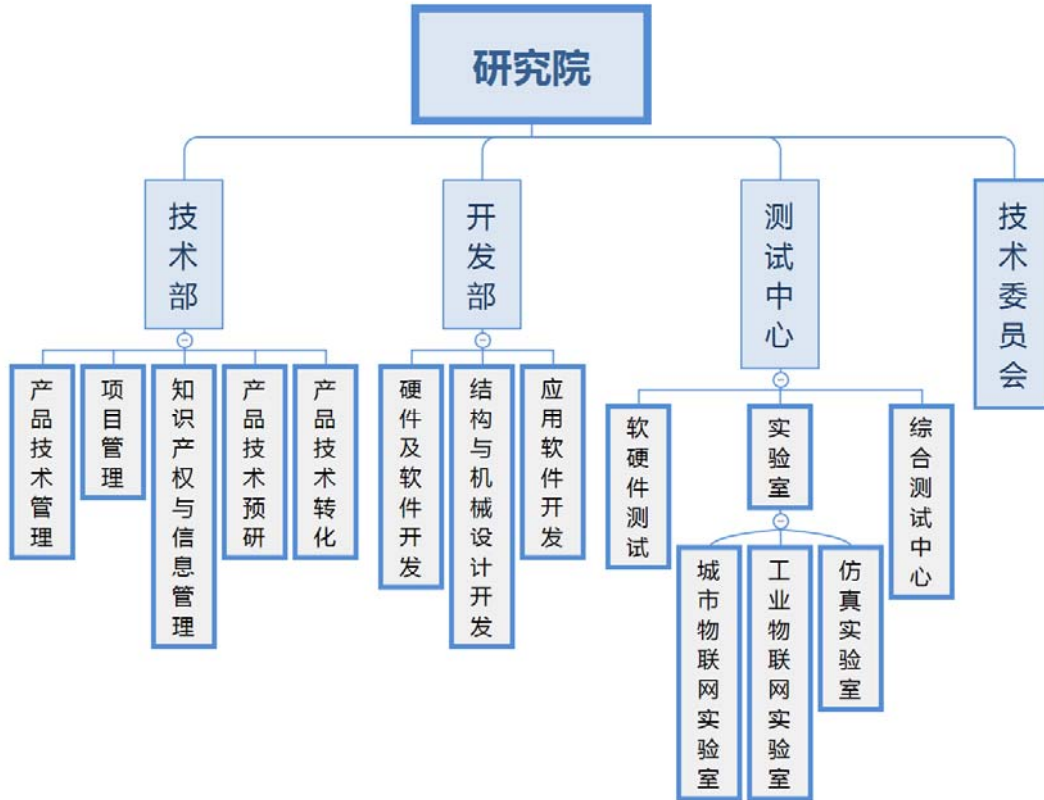 研究院
技术部
开发部
测试中心
技术委员会
产品技术管理
项目管理
知识产权与信息管理
产品技术预研
产品技术转化
硬件及软件开发
结构与机械设计开发
应用软件开发
软硬件测试
实验室
综合测试中心
城市物联网实验室
工业物联网实验室
仿真实验室